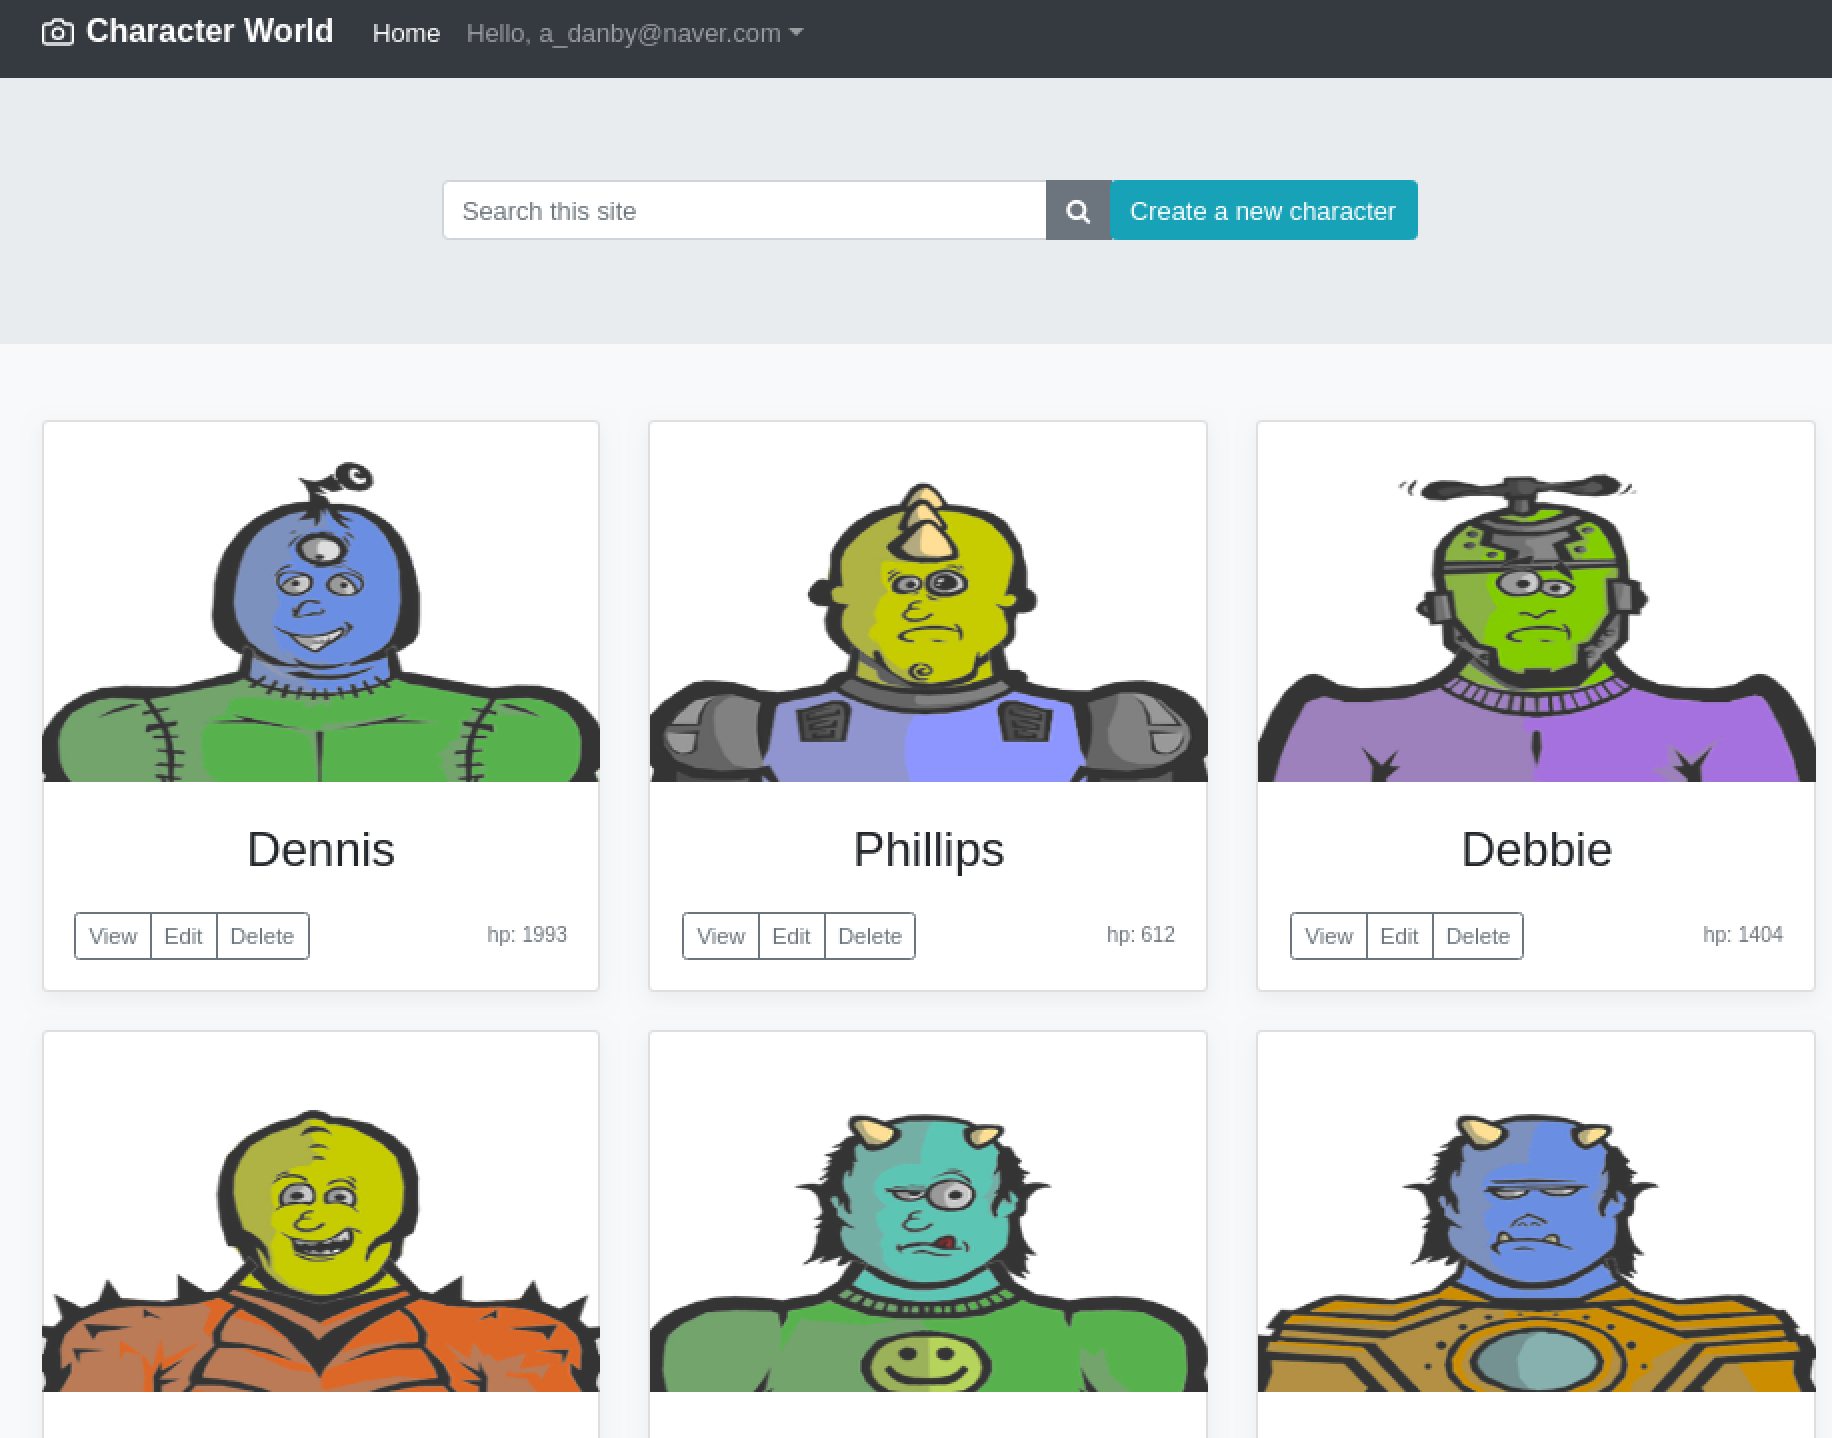 Character World Home Hello, a_danby@naver.com
Search this site Create a new character
Dennis Phillips Debbie
View Edit Delete hp: 1993 View Edit Delete hp: 612 View Edit Delete hp: 1404